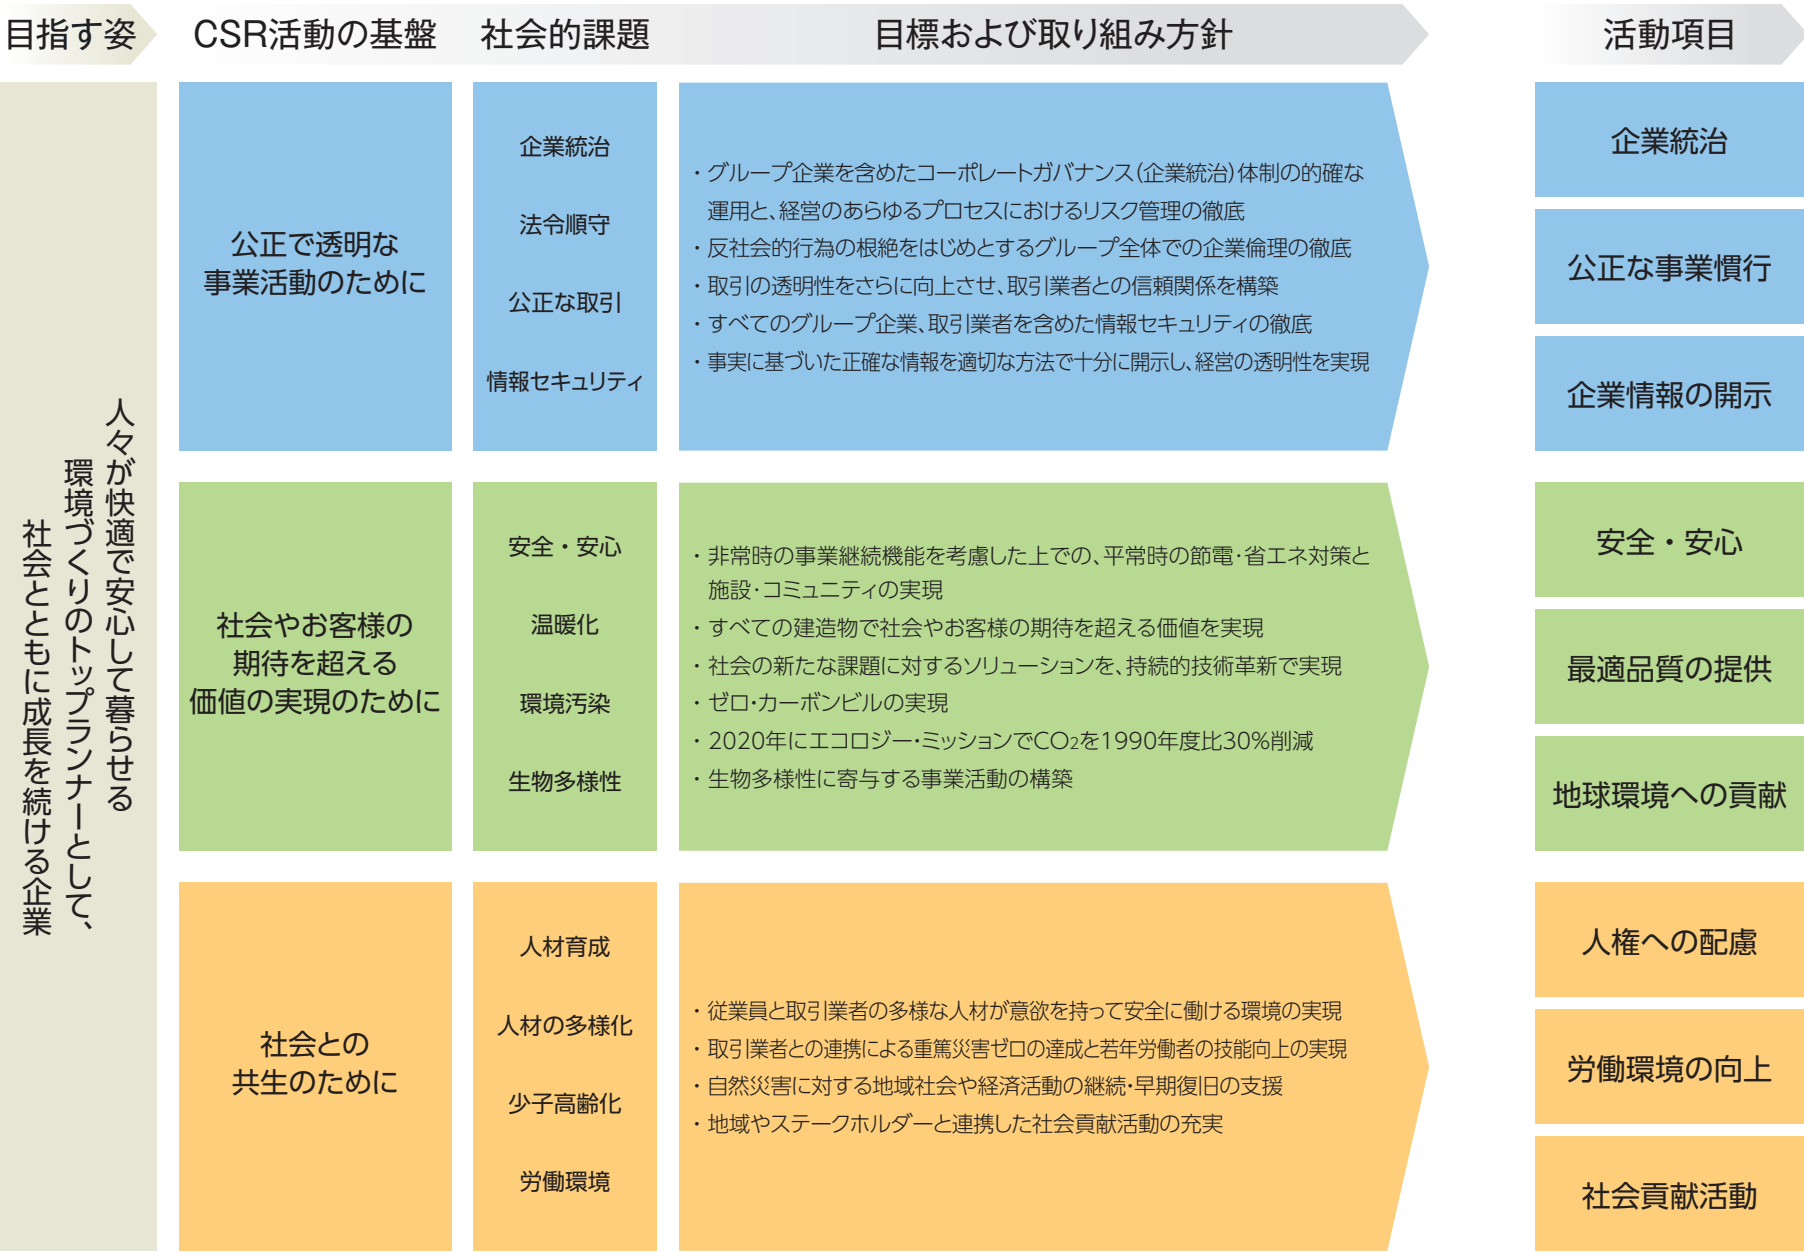 目指す姿
CSR活動の基盤
社会的課題
目標および取り組み方針
活動項目
人々が快適で安心して暮らせる
環境づくりのトップランナーとして、
社会とともに成長を続ける企業
公正で透明な
事業活動のために
企業統治
法令順守
公正な取引
情報セキュリティ
・グループ企業を含めたコーポレートガバナンス(企業統治)体制の的確な
運用と、経営のあらゆるプロセスにおけるリスク管理の徹底
・反社会的行為の根絶をはじめとするグループ全体での企業倫理の徹底
・取引の透明性をさらに向上させ、取引業者との信頼関係を構築
・すべてのグループ企業、取引業者を含めた情報セキュリティの徹底
・事実に基づいた正確な情報を適切な方法で十分に開示し、経営の透明性を実現
企業統治
公正な事業慣行
企業情報の開示
社会やお客様の
期待を超える
価値の実現のために
安全・安心
温暖化
環境汚染
生物多様性
・非常時の事業継続機能を考慮した上での、平常時の節電・省エネ対策と
施設・コミュニティの実現
・すべての建造物で社会やお客様の期待を超える価値を実現
・社会の新たな課題に対するソリューションを、持続的技術革新で実現
・ゼロ・カーボンビルの実現
・2020年にエコロジー・ミッションでCO₂を1990年度比30%削減
・生物多様性に寄与する事業活動の構築
安全・安心
最適品質の提供
地球環境への貢献
社会との
共生のために
人材育成
人材の多様化
少子高齢化
労働環境
・従業員と取引業者の多様な人材が意欲を持って安全に働ける環境の実現
・取引業者との連携による重篤災害ゼロの達成と若年労働者の技能向上の実現
・自然災害に対する地域社会や経済活動の継続・早期復旧の支援
・地域やステークホルダーと連携した社会貢献活動の充実
人権への配慮
労働環境の向上
社会貢献活動